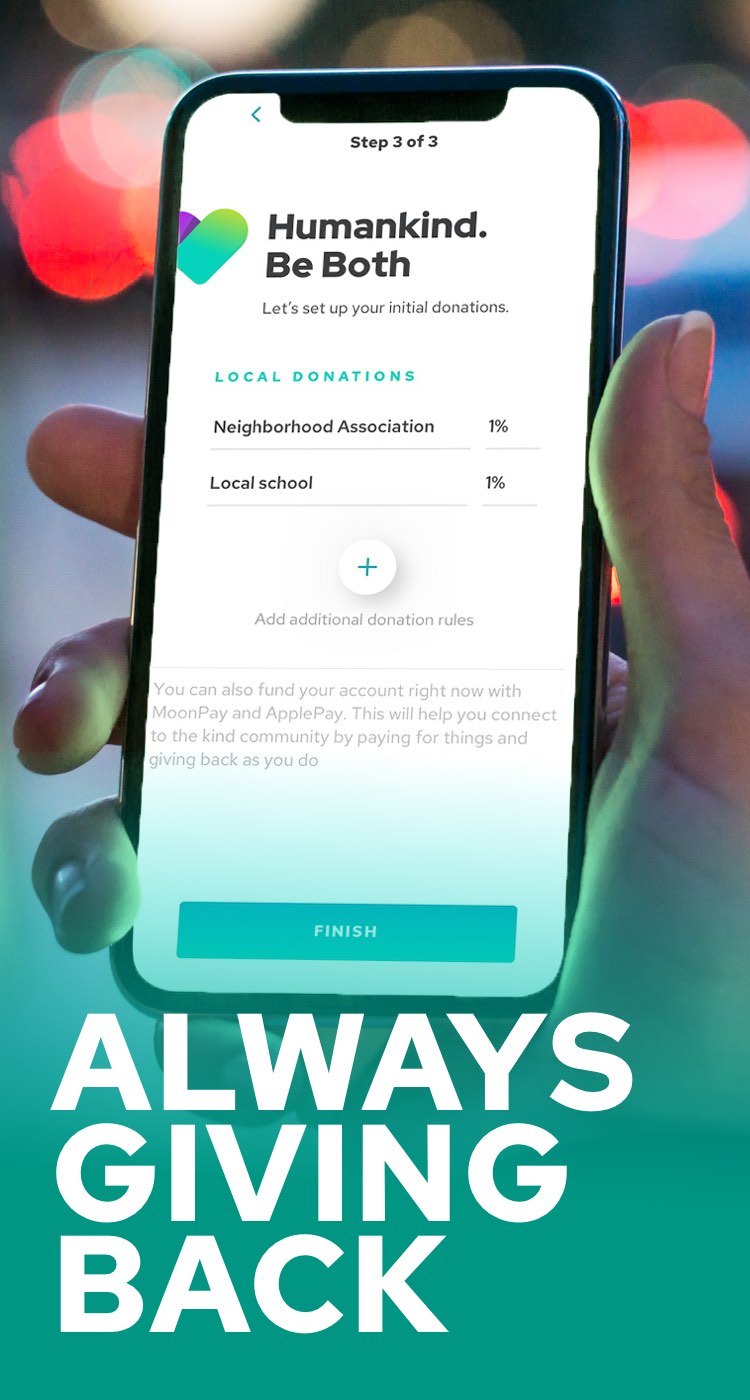 Step 3 of 3
Humankind.
Be Both
Let's set up your initial donations.
LOCAL DONATIONS
Neighborhood Association 1%
Local school 1%
+
Add additional donation rules
You can also fund your account right now with
MoonPay and ApplePay. This will help you connect
to the kind community by paying for things and
giving back as you do
FINISH
ALWAYS
GIVING
BACK